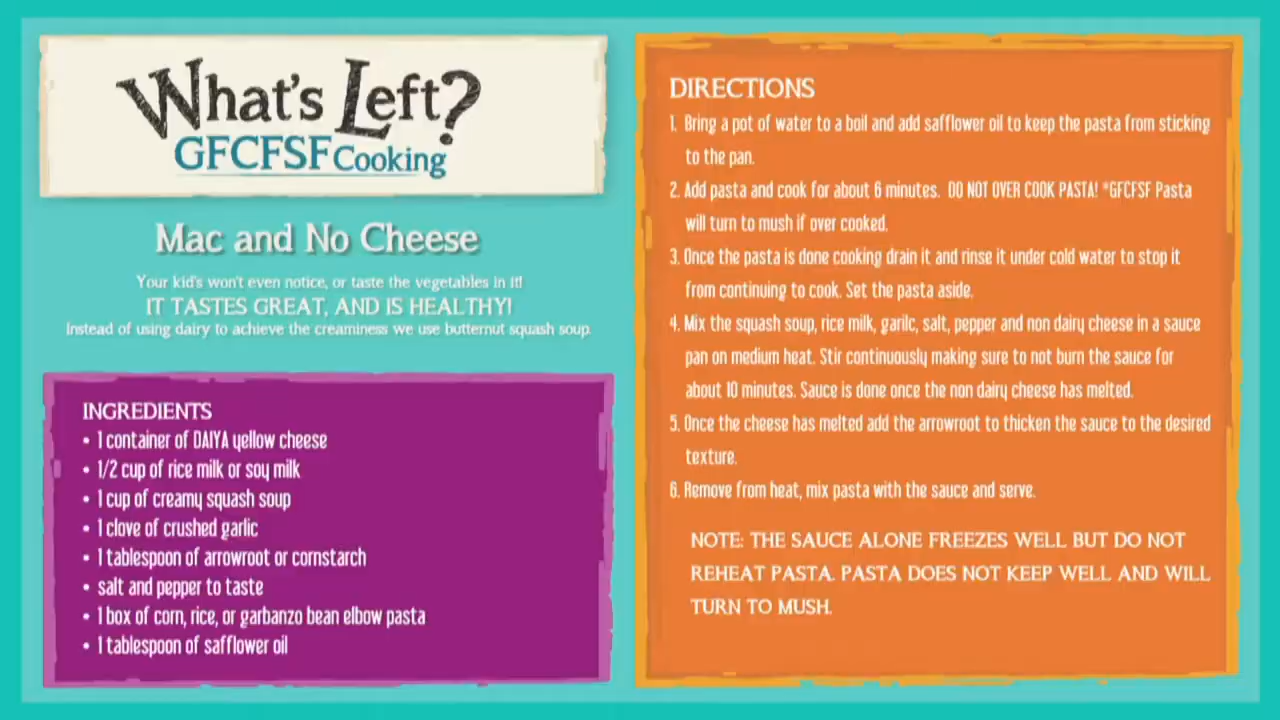 What's Left?
GFCFSF Cooking
Mac and No Cheese
Your kid's won't even notice, or taste the vegetables in it!
IT TASTES GREAT, AND IS HEALTHY!
Instead of using dairy to achieve the creaminess we use butternut squash soup.
INGREDIENTS
• 1 container of DAIYA yellow cheese
• 1/2 cup of rice milk or soy milk
• 1 cup of creamy squash soup
• 1 clove of crushed garlic
• 1 tablespoon of arrowroot or cornstarch
• salt and pepper to taste
• 1 box of corn, rice, or garbanzo bean elbow pasta
• 1 tablespoon of safflower oil
DIRECTIONS
1. Bring a pot of water to a boil and add safflower oil to keep the pasta from sticking
to the pan.
2. Add pasta and cook for about 6 minutes. DO NOT OVER COOK PASTA! *GFCFSF Pasta
will turn to mush if over cooked.
3. Once the pasta is done cooking drain it and rinse it under cold water to stop it
from continuing to cook. Set the pasta aside.
4. Mix the squash soup, rice milk, garilc, salt, pepper and non dairy cheese in a sauce
pan on medium heat. Stir continuously making sure to not burn the sauce for
about 10 minutes. Sauce is done once the non dairy cheese has melted.
5. Once the cheese has melted add the arrowroot to thicken the sauce to the desired
texture.
6. Remove from heat, mix pasta with the sauce and serve.
NOTE: THE SAUCE ALONE FREEZES WELL BUT DO NOT
REHEAT PASTA. PASTA DOES NOT KEEP WELL AND WILL
TURN TO MUSH.